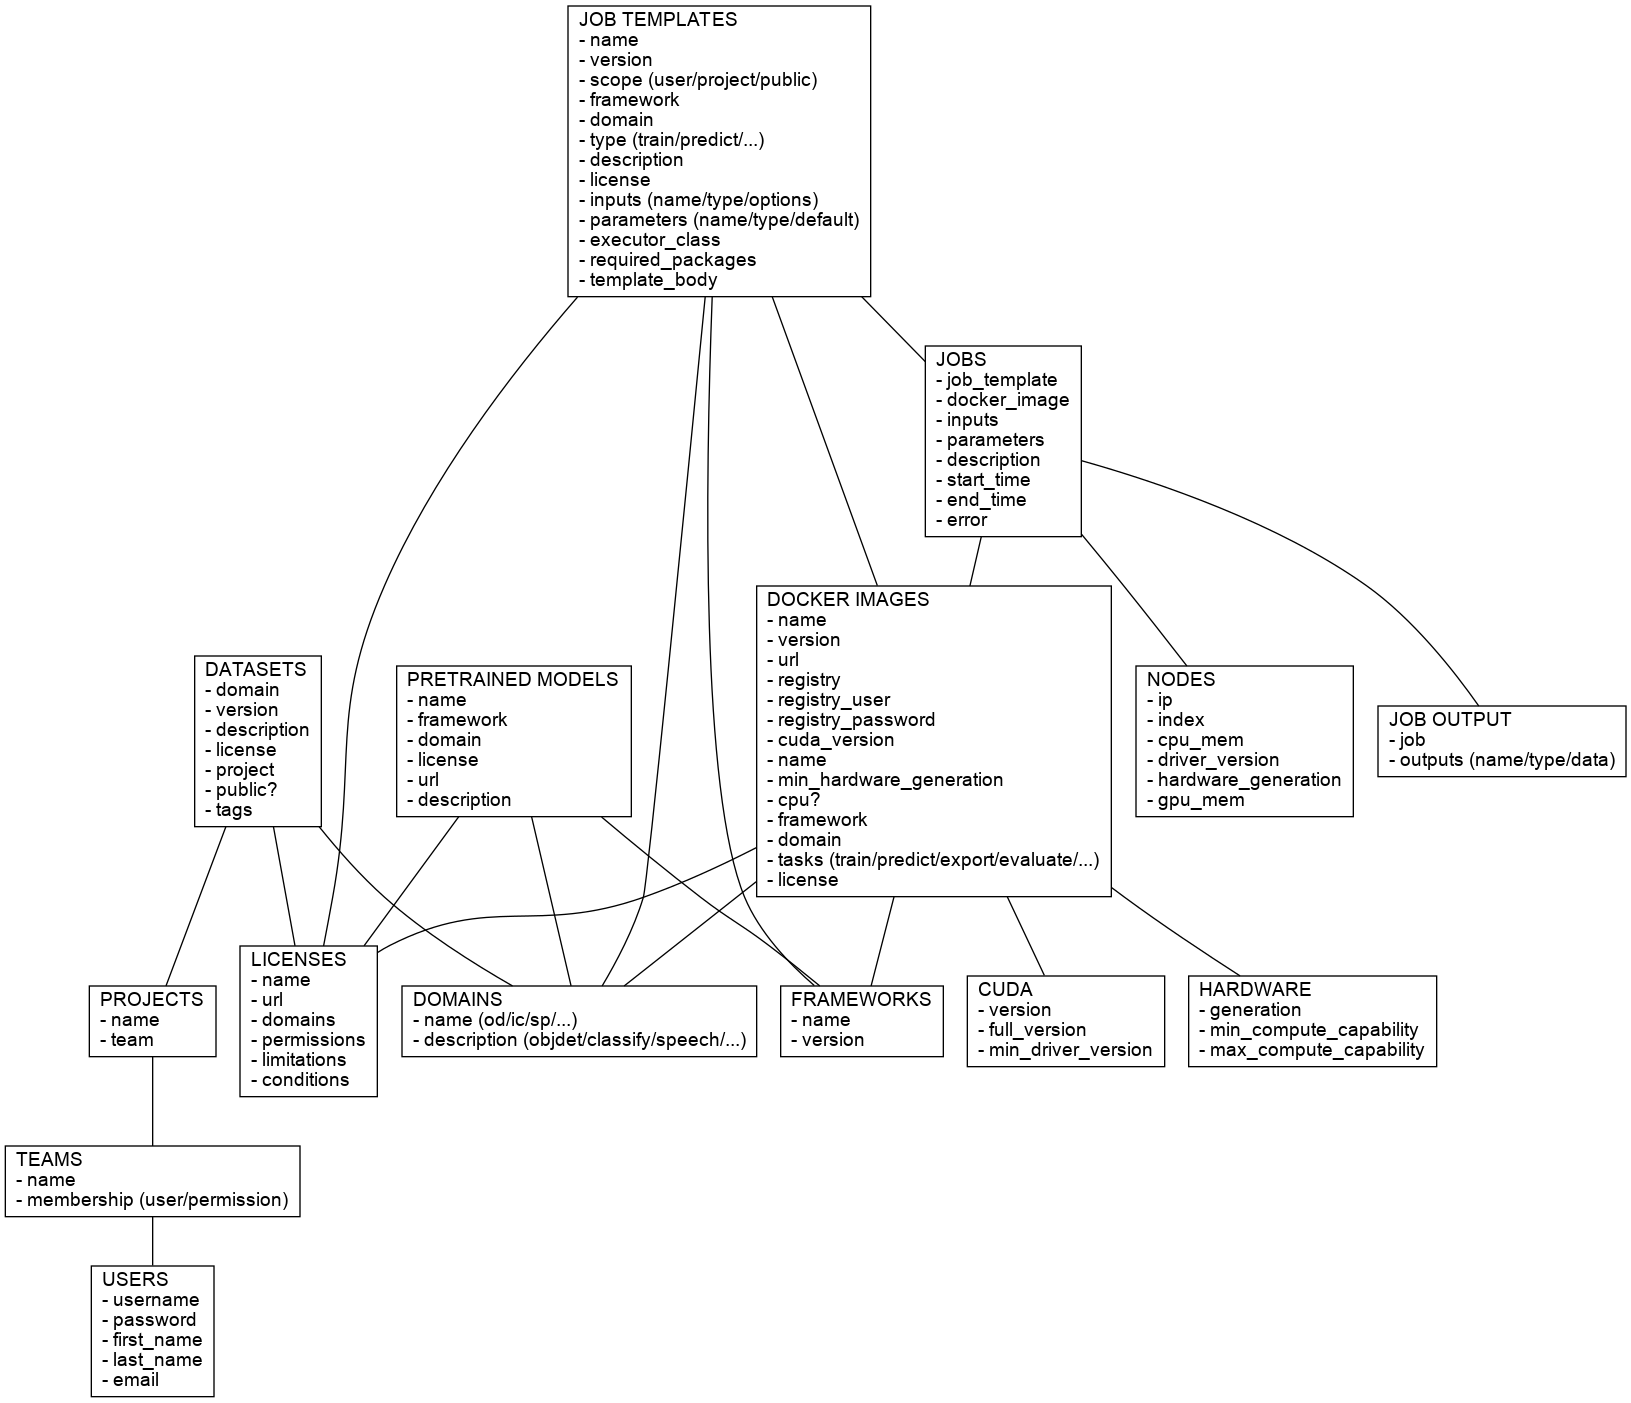 JOB TEMPLATES
- name
- version
- scope (user/project/public)
- framework
- domain
- type (train/predict/...)
- description
- license
- inputs (name/type/options)
- parameters (name/type/default)
- executor_class
- required_packages
- template_body
JOBS
- job_template
- docker_image
- inputs
- parameters
- description
- start_time
- end_time
- error
DOCKER IMAGES
- name
- version
- url
- registry
- registry_user
- registry_password
- cuda_version
- name
- min_hardware_generation
- cpu?
- framework
- domain
- tasks (train/predict/export/evaluate/...)
- license
DATASETS
- domain
- version
- description
- license
- project
- public?
- tags
PRETRAINED MODELS
- name
- framework
- domain
- license
- url
- description
NODES
- ip
- index
- cpu_mem
- driver_version
- hardware_generation
- gpu_mem
JOB OUTPUT
- job
- outputs (name/type/data)
PROJECTS
- name
- team
LICENSES
- name
- url
- domains
- permissions
- limitations
- conditions
DOMAINS
- name (od/ic/sp/...)
- description (objdet/classify/speech/...)
FRAMEWORKS
- name
- version
CUDA
- version
- full_version
- min_driver_version
HARDWARE
- generation
- min_compute_capability
- max_compute_capability
TEAMS
- name
- membership (user/permission)
USERS
- username
- password
- first_name
- last_name
- email